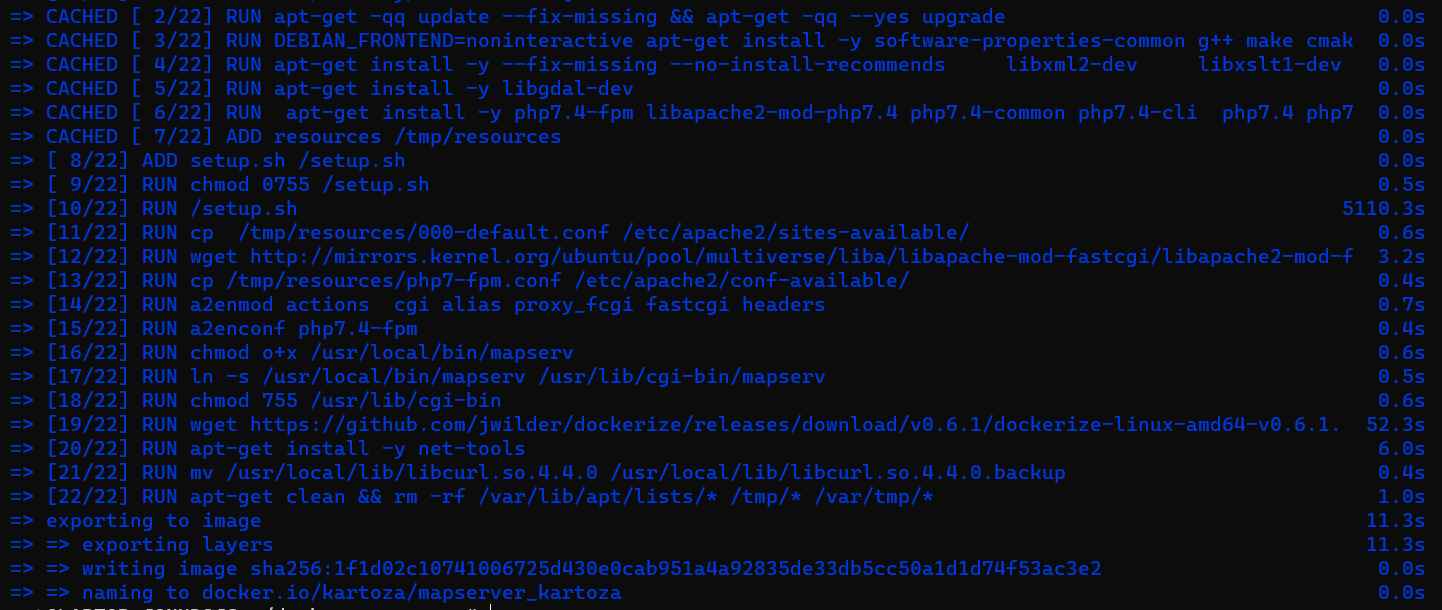 => CACHED [ 2/22] RUN apt-get -qq update --fix-missing && apt-get -qq --yes upgrade 0.0s
=> CACHED [ 3/22] RUN DEBIAN_FRONTEND=noninteractive apt-get install -y software-properties-common g++ make cmak 0.0s
=> CACHED [ 4/22] RUN apt-get install -y --fix-missing --no-install-recommends     libxml2-dev     libxslt1-dev 0.0s
=> CACHED [ 5/22] RUN apt-get install -y libgdal-dev 0.0s
=> CACHED [ 6/22] RUN  apt-get install -y php7.4-fpm libapache2-mod-php7.4 php7.4-common php7.4-cli  php7.4 php7 0.0s
=> CACHED [ 7/22] ADD resources /tmp/resources 0.0s
=> [ 8/22] ADD setup.sh /setup.sh 0.0s
=> [ 9/22] RUN chmod 0755 /setup.sh 0.5s
=> [10/22] RUN /setup.sh 5110.3s
=> [11/22] RUN cp  /tmp/resources/000-default.conf /etc/apache2/sites-available/ 0.6s
=> [12/22] RUN wget http://mirrors.kernel.org/ubuntu/pool/multiverse/liba/libapache-mod-fastcgi/libapache2-mod-f 3.2s
=> [13/22] RUN cp /tmp/resources/php7-fpm.conf /etc/apache2/conf-available/ 0.4s
=> [14/22] RUN a2enmod actions  cgi alias proxy_fcgi fastcgi headers 0.7s
=> [15/22] RUN a2enconf php7.4-fpm 0.4s
=> [16/22] RUN chmod o+x /usr/local/bin/mapserv 0.6s
=> [17/22] RUN ln -s /usr/local/bin/mapserv /usr/lib/cgi-bin/mapserv 0.5s
=> [18/22] RUN chmod 755 /usr/lib/cgi-bin 0.6s
=> [19/22] RUN wget https://github.com/jwilder/dockerize/releases/download/v0.6.1/dockerize-linux-amd64-v0.6.1. 52.3s
=> [20/22] RUN apt-get install -y net-tools 6.0s
=> [21/22] RUN mv /usr/local/lib/libcurl.so.4.4.0 /usr/local/lib/libcurl.so.4.4.0.backup 0.4s
=> [22/22] RUN apt-get clean && rm -rf /var/lib/apt/lists/* /tmp/* /var/tmp/* 1.0s
=> exporting to image 11.3s
=> => exporting layers 11.3s
=> => writing image sha256:1f1d02c10741006725d430e0cab951a4a92835de33db5cc50a1d1d74f53ac3e2 0.0s
=> => naming to docker.io/kartoza/mapserver_kartoza 0.0s